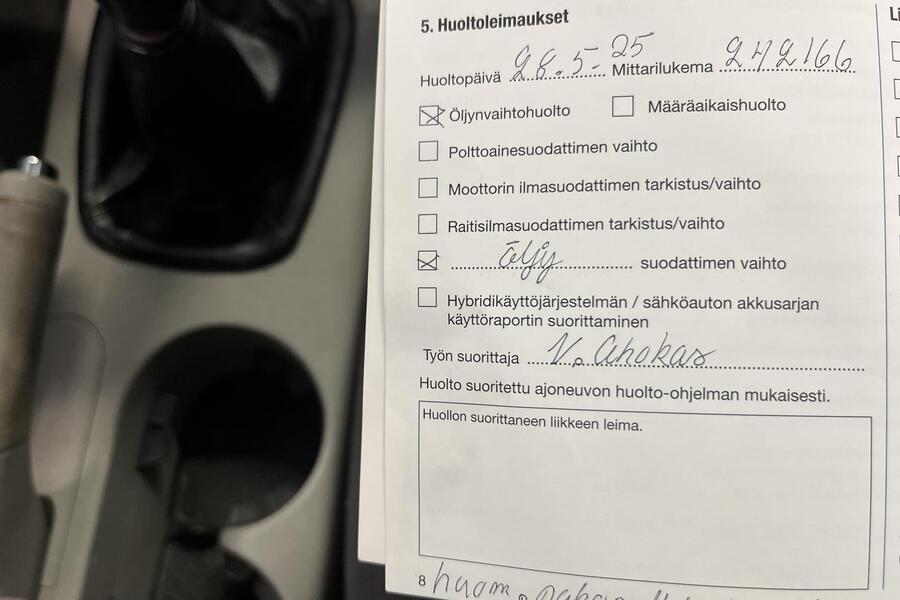 5. Huoltoleimaukset
Huoltopäivä 28.5-25 Mittarilukema 242166
Öljynvaihtohuolto Määräaikaishuolto
Polttoainesuodattimen vaihto
Moottorin ilmasuodattimen tarkistus/vaihto
Raitisilmasuodattimen tarkistus/vaihto
öljy suodattimen vaihto
Hybridikäyttöjärjestelmän / sähköauton akkusarjan
käyttöraportin suorittaminen
Työn suorittaja V. Ahokas
Huolto suoritettu ajoneuvon huolto-ohjelman mukaisesti.
Huollon suorittaneen liikkeen leima.
8 huom.